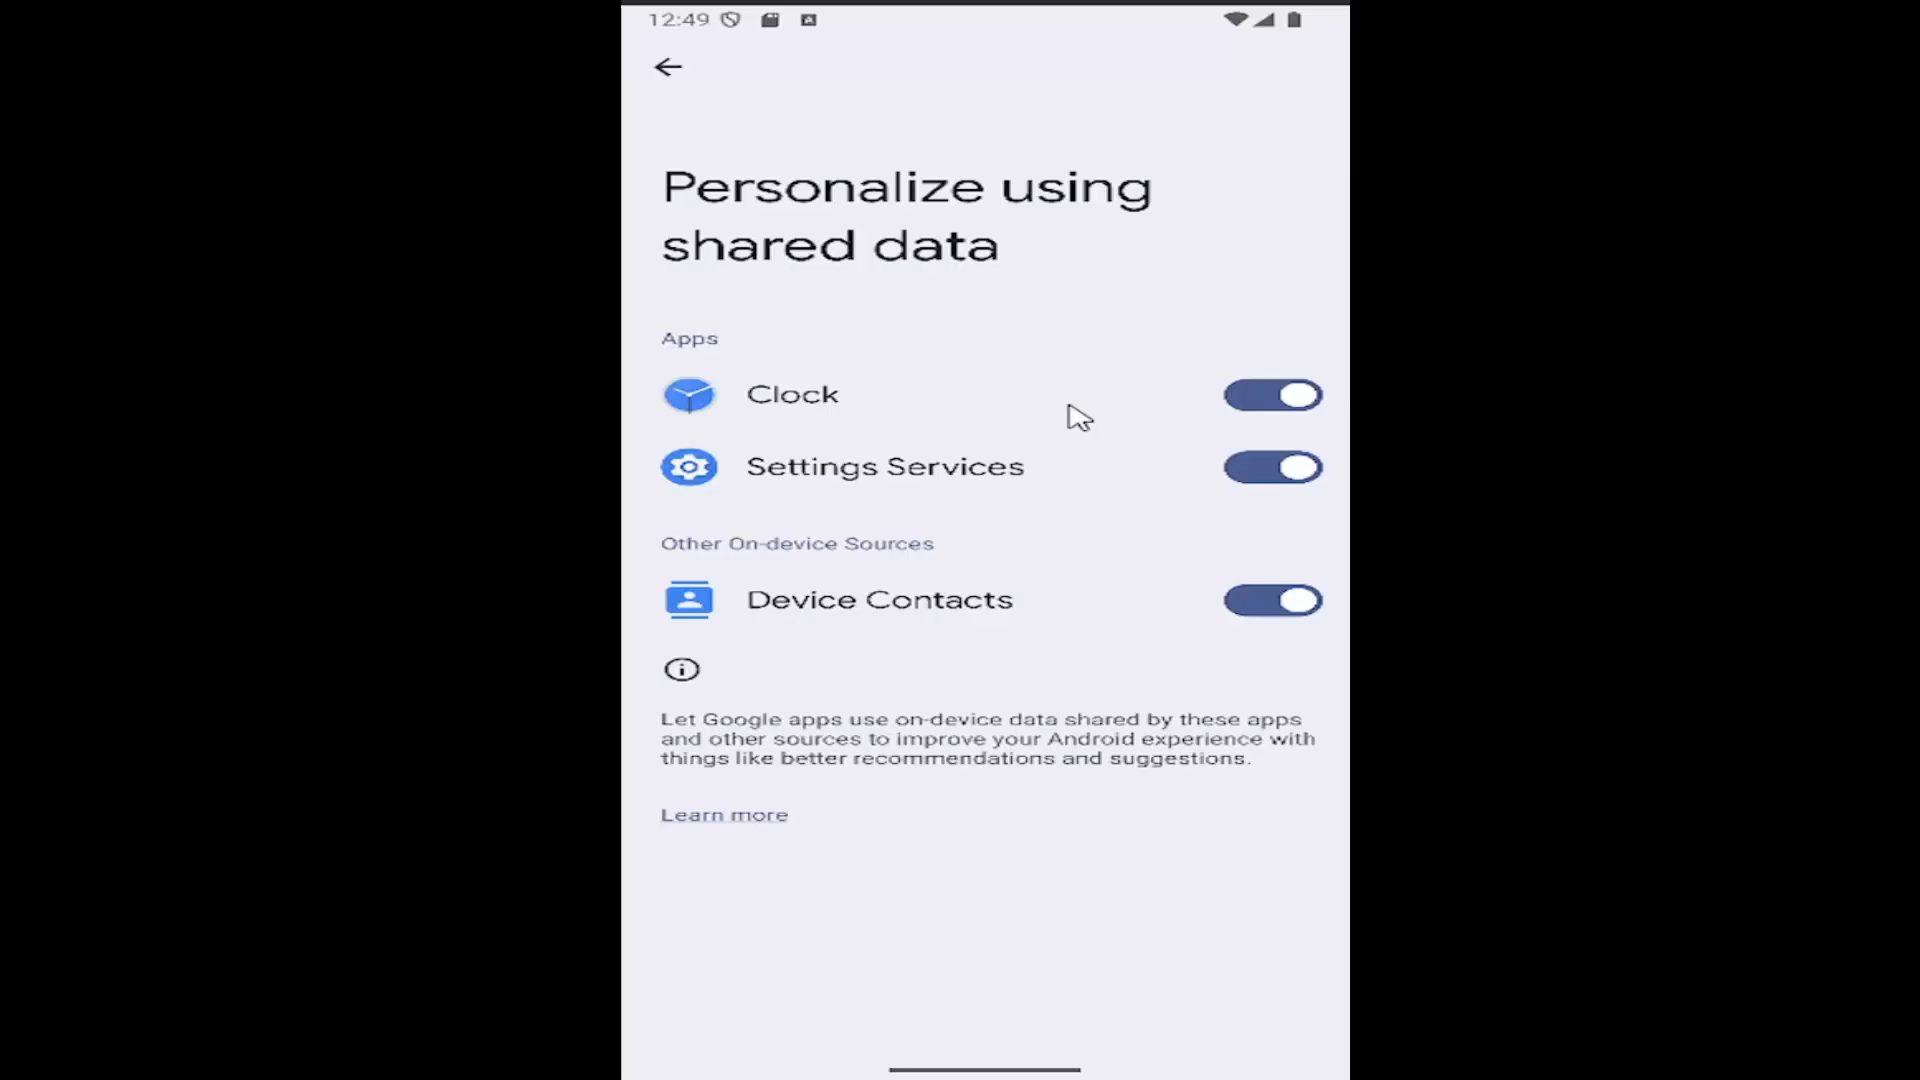 12:49
Personalize using
shared data
Apps
Clock
Settings Services
Other On-device Sources
Device Contacts
Let Google apps use on-device data shared by these apps
and other sources to improve your Android experience with
things like better recommendations and suggestions.
Learn more